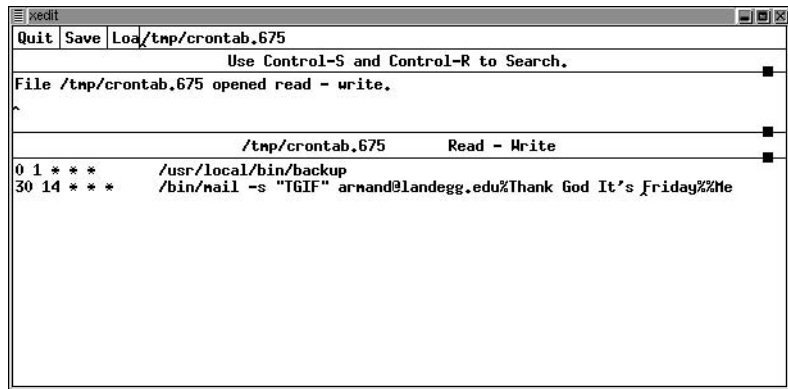 xedit
Quit Save Loa/tmp/crontab.675
Use Control-S and Control-R to Search.
File /tmp/crontab.675 opened read - write.
/tmp/crontab.675 Read - Write
0 1 * * * /usr/local/bin/backup
30 14 * * * /bin/mail -s "TGIF" armand@landegg.edu%Thank God It's Friday%%Me